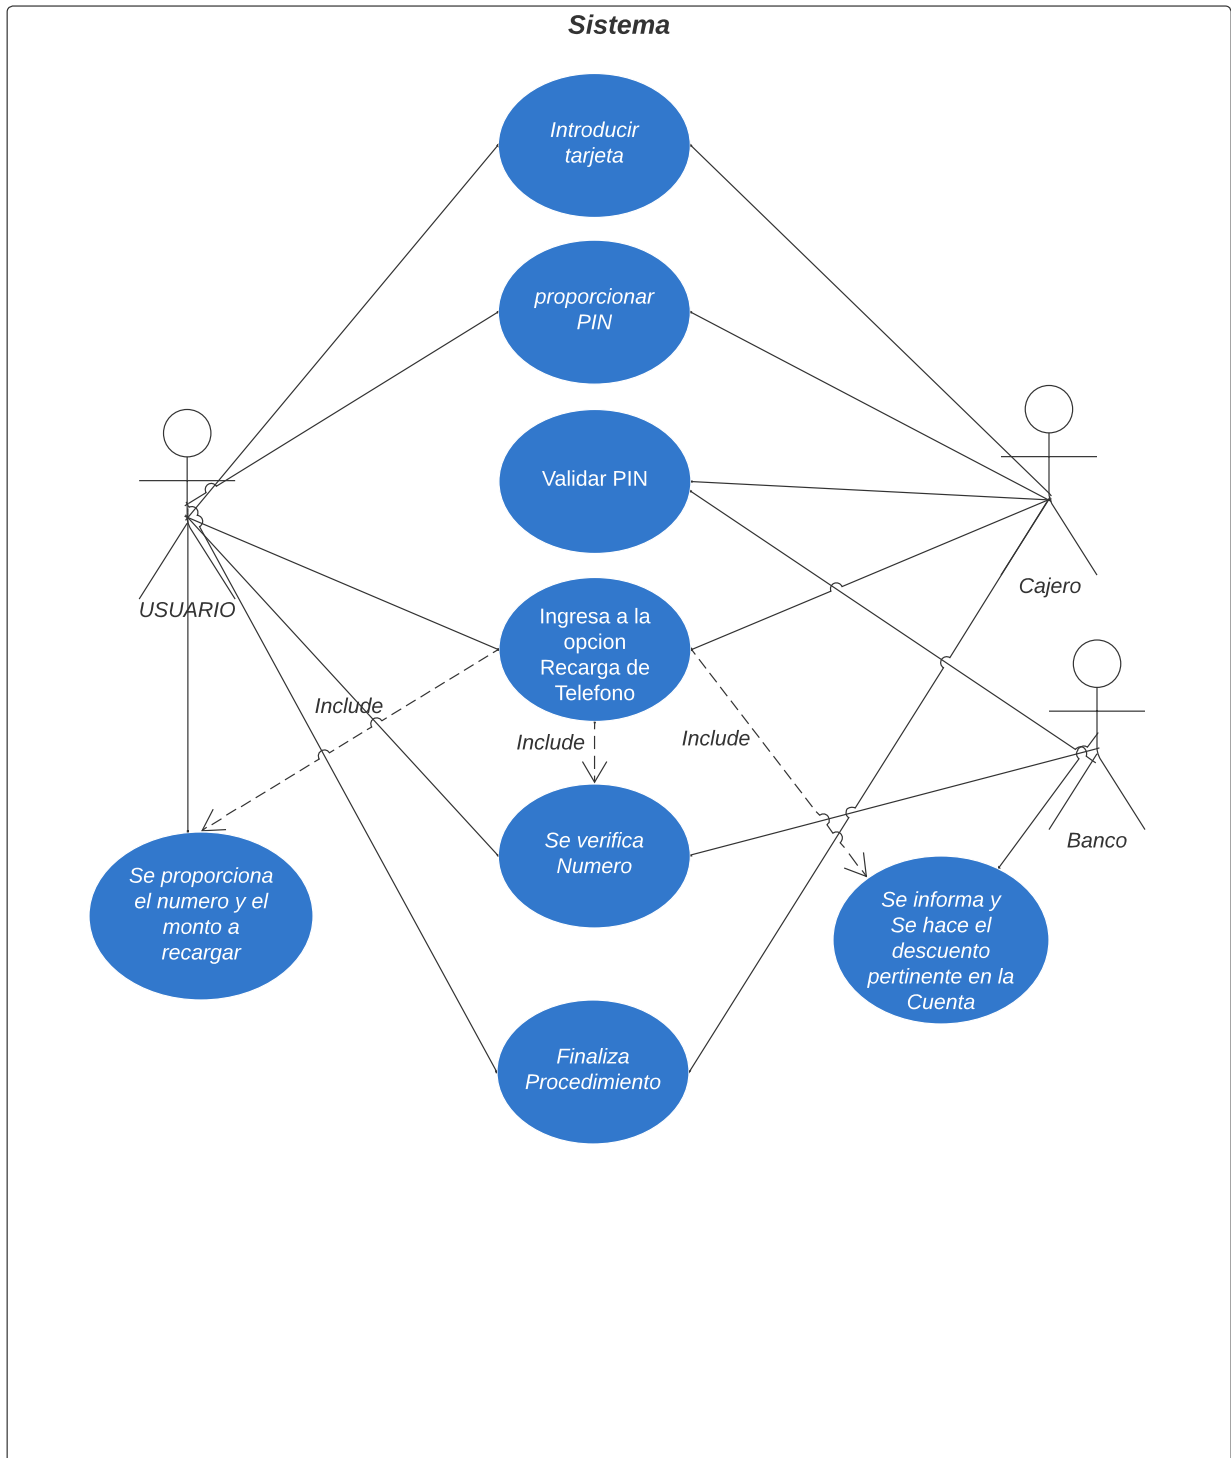 Sistema
Introducir
tarjeta
proporcionar
PIN
Validar PIN
Cajero
USUARIO
Ingresa a la
opcion
Recarga de
Telefono
Include
Include
Include
Se verifica
Numero
Banco
Se proporciona
el numero y el
monto a
recargar
Se informa y
Se hace el
descuento
pertinente en la
Cuenta
Finaliza
Procedimiento